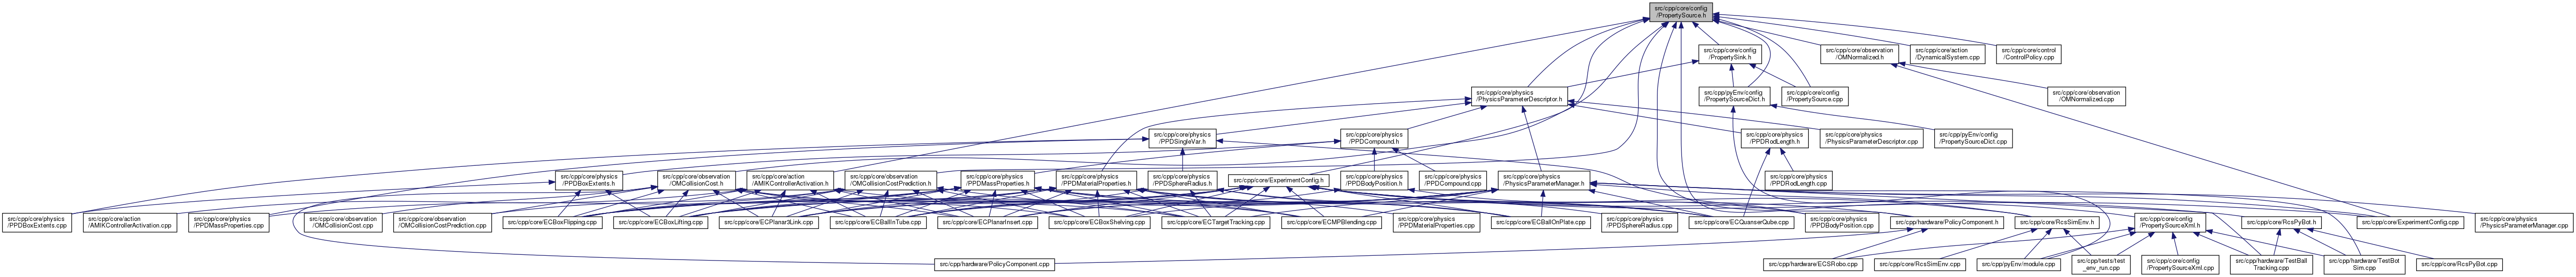 src/cpp/core/config
/PropertySource.h
src/cpp/core/config
/PropertySink.h
src/cpp/core/observation
/OMNormalized.h
src/cpp/core/action
/DynamicalSystem.cpp
src/cpp/core/control
/ControlPolicy.cpp
src/cpp/core/physics
/PhysicsParameterDescriptor.h
src/cpp/pyEnv/config
/PropertySourceDict.h
src/cpp/core/config
/PropertySource.cpp
src/cpp/core/observation
/OMNormalized.cpp
src/cpp/core/physics
/PPDSingleVar.h
src/cpp/core/physics
/PPDCompound.h
src/cpp/core/physics
/PPDRodLength.h
src/cpp/core/physics
/PhysicsParameterDescriptor.cpp
src/cpp/pyEnv/config
/PropertySourceDict.cpp
src/cpp/core/physics
/PPDBoxExtents.h
src/cpp/core/observation
/OMCollisionCost.h
src/cpp/core/action
/AMIKControllerActivation.h
src/cpp/core/observation
/OMCollisionCostPrediction.h
src/cpp/core/physics
/PPDMassProperties.h
src/cpp/core/physics
/PPDMaterialProperties.h
src/cpp/core/physics
/PPDSphereRadius.h
src/cpp/core/ExperimentConfig.h
src/cpp/core/physics
/PPDBodyPosition.h
src/cpp/core/physics
/PPDCompound.cpp
src/cpp/core/physics
/PhysicsParameterManager.h
src/cpp/core/physics
/PPDRodLength.cpp
src/cpp/core/physics
/PPDBoxExtents.cpp
src/cpp/core/action
/AMIKControllerActivation.cpp
src/cpp/core/physics
/PPDMassProperties.cpp
src/cpp/core/observation
/OMCollisionCost.cpp
src/cpp/core/observation
/OMCollisionCostPrediction.cpp
src/cpp/core/ECBoxFlipping.cpp
src/cpp/core/ECBoxLifting.cpp
src/cpp/core/ECPlanar3Link.cpp
src/cpp/core/ECBallInTube.cpp
src/cpp/core/ECPlanarInsert.cpp
src/cpp/core/ECBoxShelving.cpp
src/cpp/core/ECTargetTracking.cpp
src/cpp/core/ECMPBlending.cpp
src/cpp/core/physics
/PPDMaterialProperties.cpp
src/cpp/core/ECBallOnPlate.cpp
src/cpp/core/physics
/PPDSphereRadius.cpp
src/cpp/core/ECQuanserQube.cpp
src/cpp/core/physics
/PPDBodyPosition.cpp
src/cpp/hardware/PolicyComponent.h
src/cpp/core/RcsSimEnv.h
src/cpp/core/config
/PropertySourceXml.h
src/cpp/core/RcsPyBot.h
src/cpp/core/ExperimentConfig.cpp
src/cpp/core/physics
/PhysicsParameterManager.cpp
src/cpp/hardware/PolicyComponent.cpp
src/cpp/hardware/ECSRobo.cpp
src/cpp/core/RcsSimEnv.cpp
src/cpp/pyEnv/module.cpp
src/cpp/tests/test
_env_run.cpp
src/cpp/core/config
/PropertySourceXml.cpp
src/cpp/hardware/TestBall
Tracking.cpp
src/cpp/hardware/TestBot
Sim.cpp
src/cpp/core/RcsPyBot.cpp